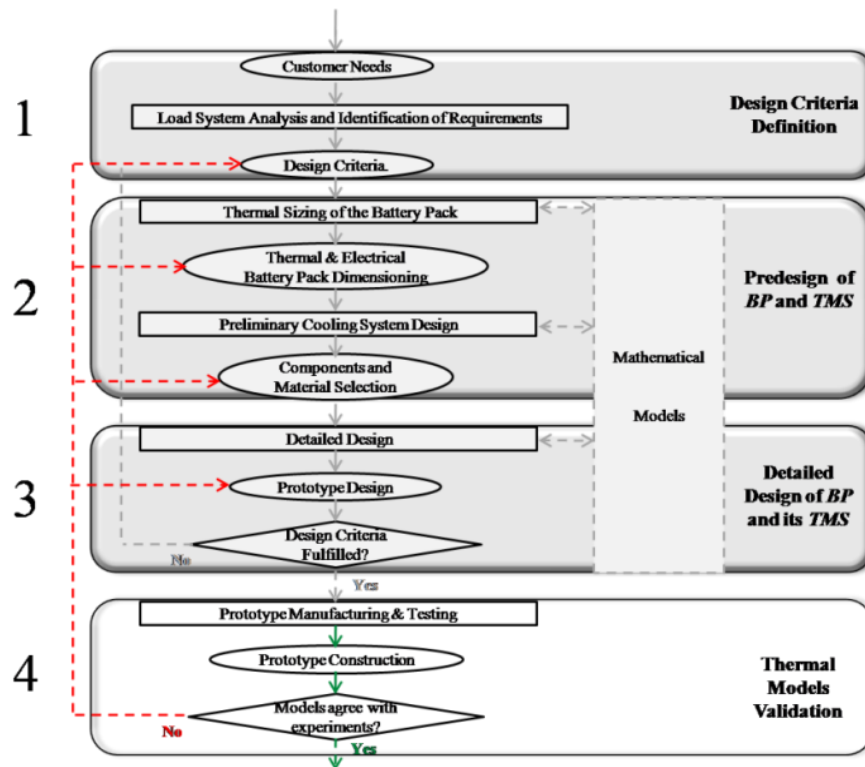 1
Customer Needs
Load System Analysis and Identification of Requirements
Design Criteria.
Design Criteria
Definition
2
Thermal Sizing of the Battery Pack
Thermal & Electrical
Battery Pack Dimensioning
Preliminary Cooling System Design
Components and
Material Selection
Predesign of
BP and TMS
Mathematical
Models
3
Detailed Design
Prototype Design
Design Criteria
Fulfilled?
No
Yes
Detailed
Design of BP
and its TMS
4
Prototype Manufacturing & Testing
Prototype Construction
Models agree with
experiments?
No
Yes
Thermal
Models
Validation